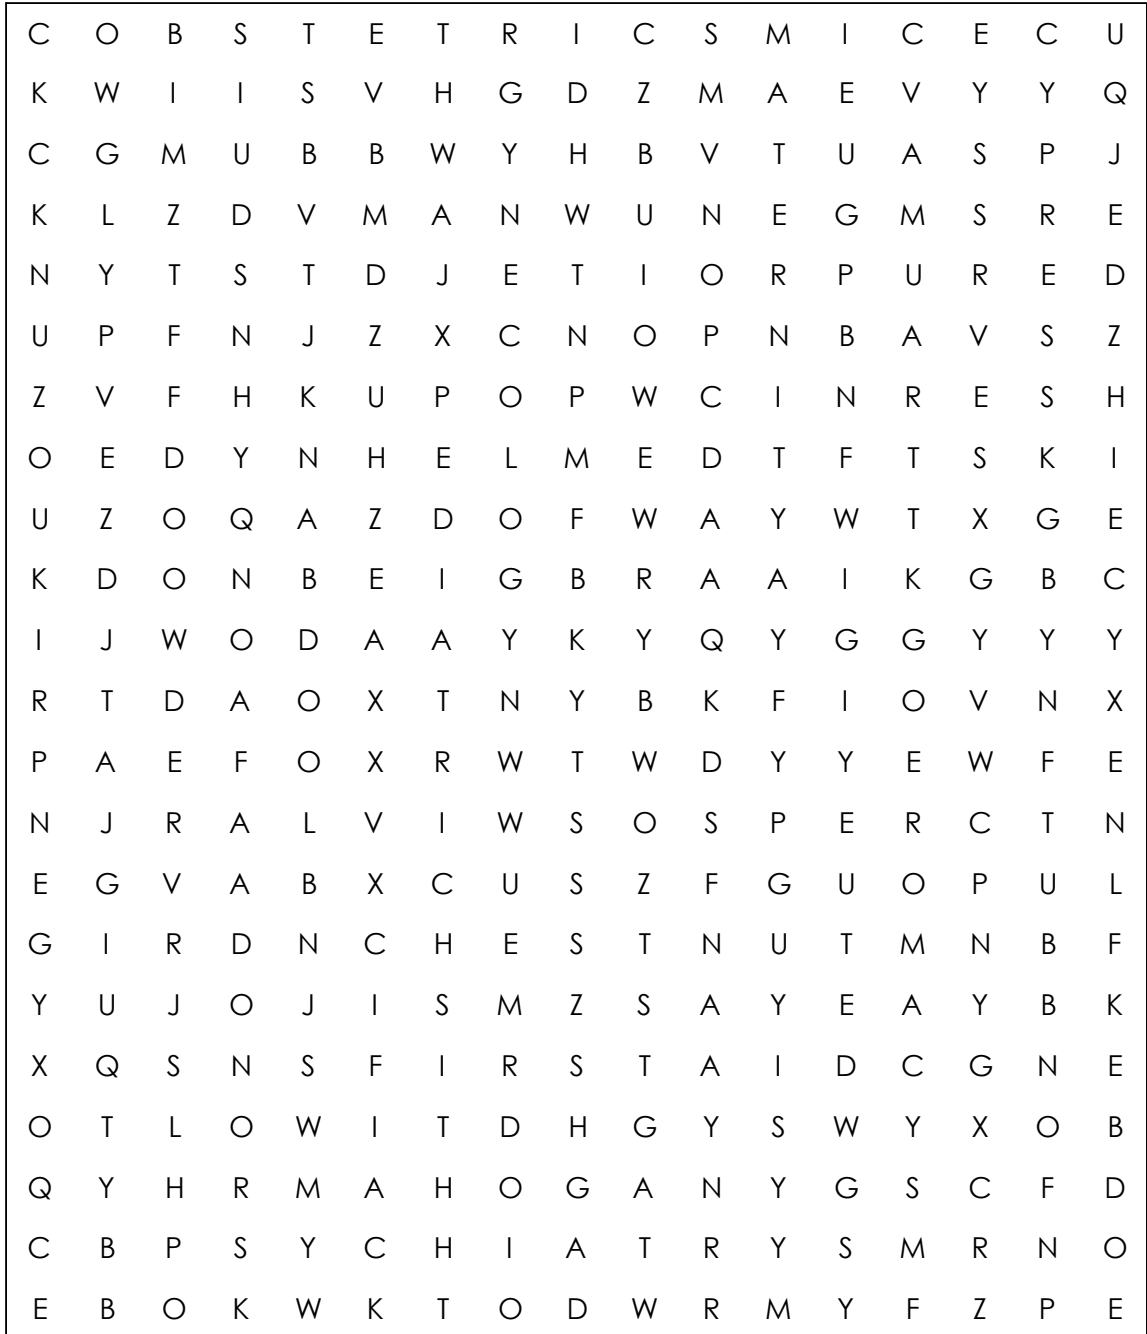 C O B S T E T R I C S M I C E C U
K W I I S V H G D Z M A E V Y Y Q
C G M U B B W Y H B V T U A S P J
K L Z D V M A N W U N E G M S R E
N Y T S T D J E T I O R P U R E D
U P F N J Z X C N O P N B A V S Z
Z V F H K U P O P W C I N R E S H
O E D Y N H E L M E D T F T S K I
U Z O Q A Z D O F W A Y W T X G E
K D O N B E I G B R A A I K G B C
I J W O D A A Y K Y Q Y G G Y Y Y
R T D A O X T N Y B K F I O V N X
P A E F O X R W T W D Y Y E W F E
N J R A L V I W S O S P E R C T N
E G V A B X C U S Z F G U O P U L
G I R D N C H E S T N U T M N B F
Y U J O J I S M Z S A Y E A Y B K
X Q S N S F I R S T A I D C G N E
O T L O W I T D H G Y S W Y X O B
Q Y H R M A H O G A N Y G S C F D
C B P S Y C H I A T R Y S M R N O
E B O K W K T O D W R M Y F Z P E